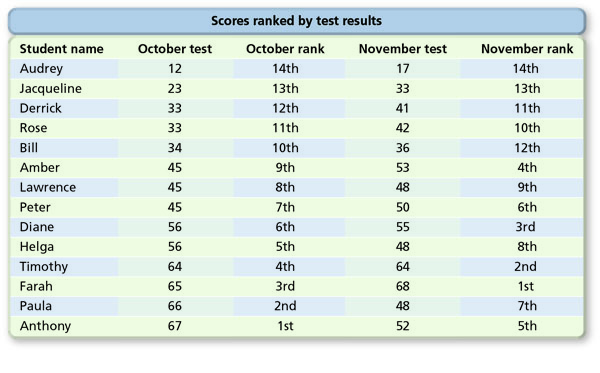 Scores ranked by test results
Student name October test October rank November test November rank
Audrey 12 14th 17 14th
Jacqueline 23 13th 33 13th
Derrick 33 12th 41 11th
Rose 33 11th 42 10th
Bill 34 10th 36 12th
Amber 45 9th 53 4th
Lawrence 45 8th 48 9th
Peter 45 7th 50 6th
Diane 56 6th 55 3rd
Helga 56 5th 48 8th
Timothy 64 4th 64 2nd
Farah 65 3rd 68 1st
Paula 66 2nd 48 7th
Anthony 67 1st 52 5th